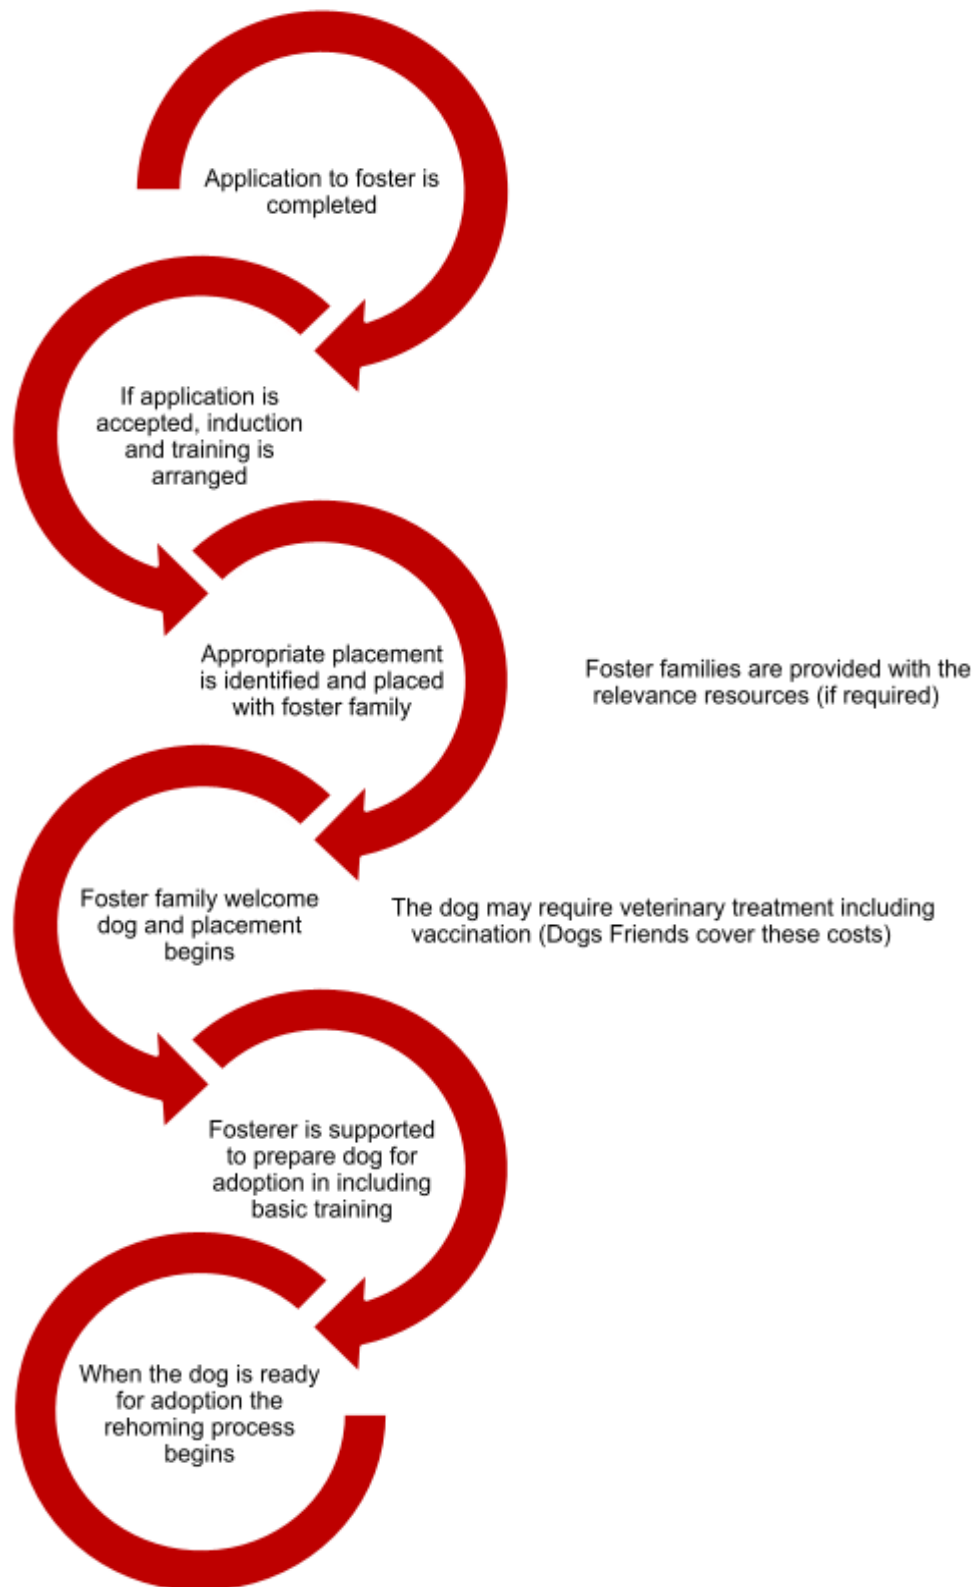 Application to foster is
completed
If application is
accepted, induction
and training is
arranged
Appropriate placement
is identified and placed
with foster family
Foster families are provided with the
relevance resources (if required)
Foster family welcome
dog and placement
begins
The dog may require veterinary treatment including
vaccination (Dogs Friends cover these costs)
Fosterer is supported
to prepare dog for
adoption in including
basic training
When the dog is ready
for adoption the
rehoming process
begins